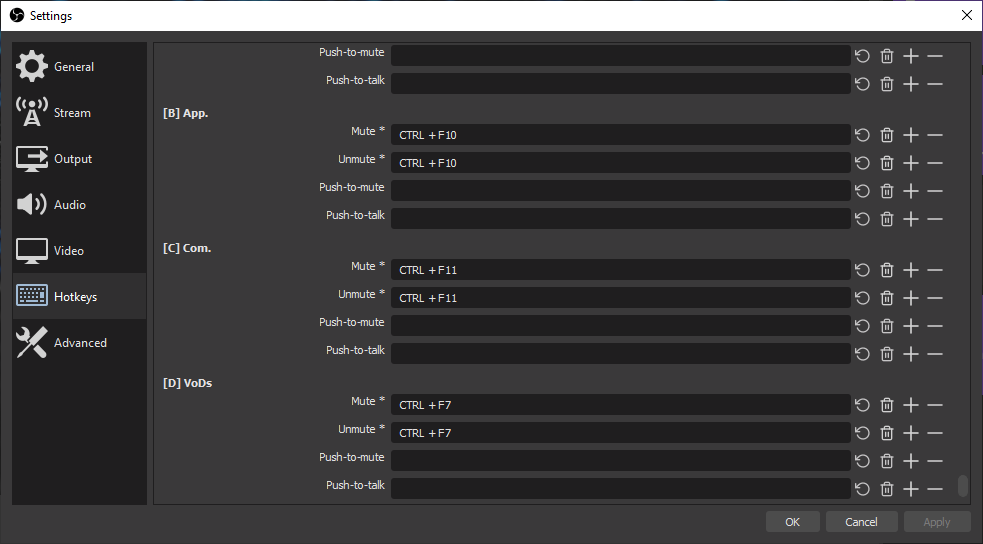 Settings
General
Stream
Output
Audio
Video
Hotkeys
Advanced
Push-to-mute
Push-to-talk
[B] App.
Mute * CTRL + F10
Unmute * CTRL + F10
Push-to-mute
Push-to-talk
[C] Com.
Mute * CTRL + F11
Unmute * CTRL + F11
Push-to-mute
Push-to-talk
[D] VoDs
Mute * CTRL + F7
Unmute * CTRL + F7
Push-to-mute
Push-to-talk
OK Cancel Apply